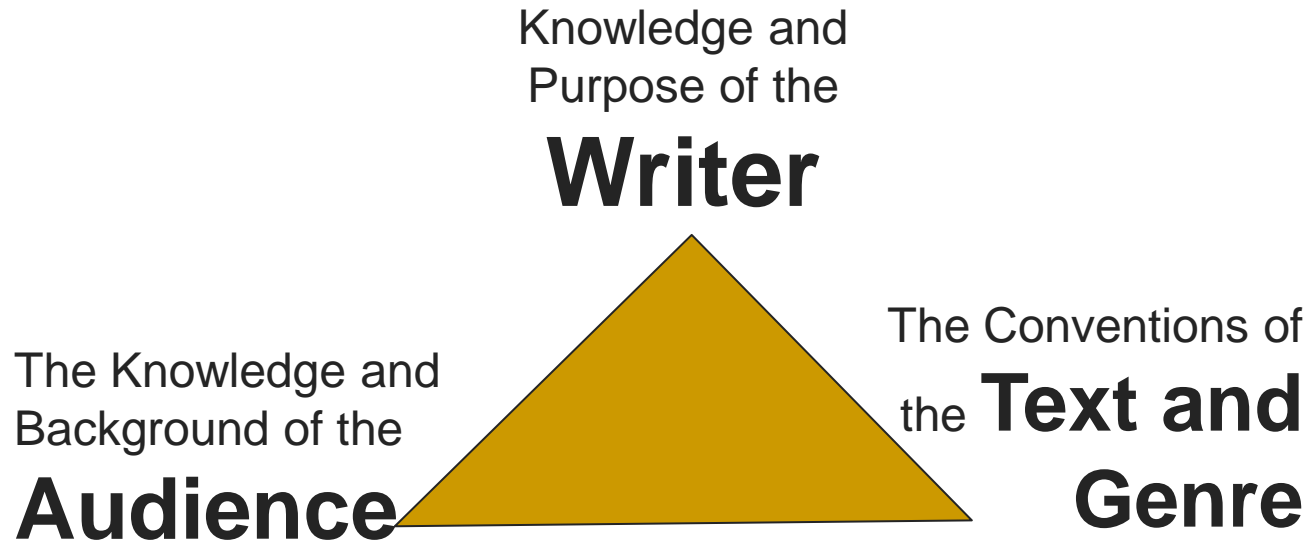 Knowledge and
Purpose of the
Writer
The Knowledge and
Background of the
Audience
The Conventions of
the Text and
Genre